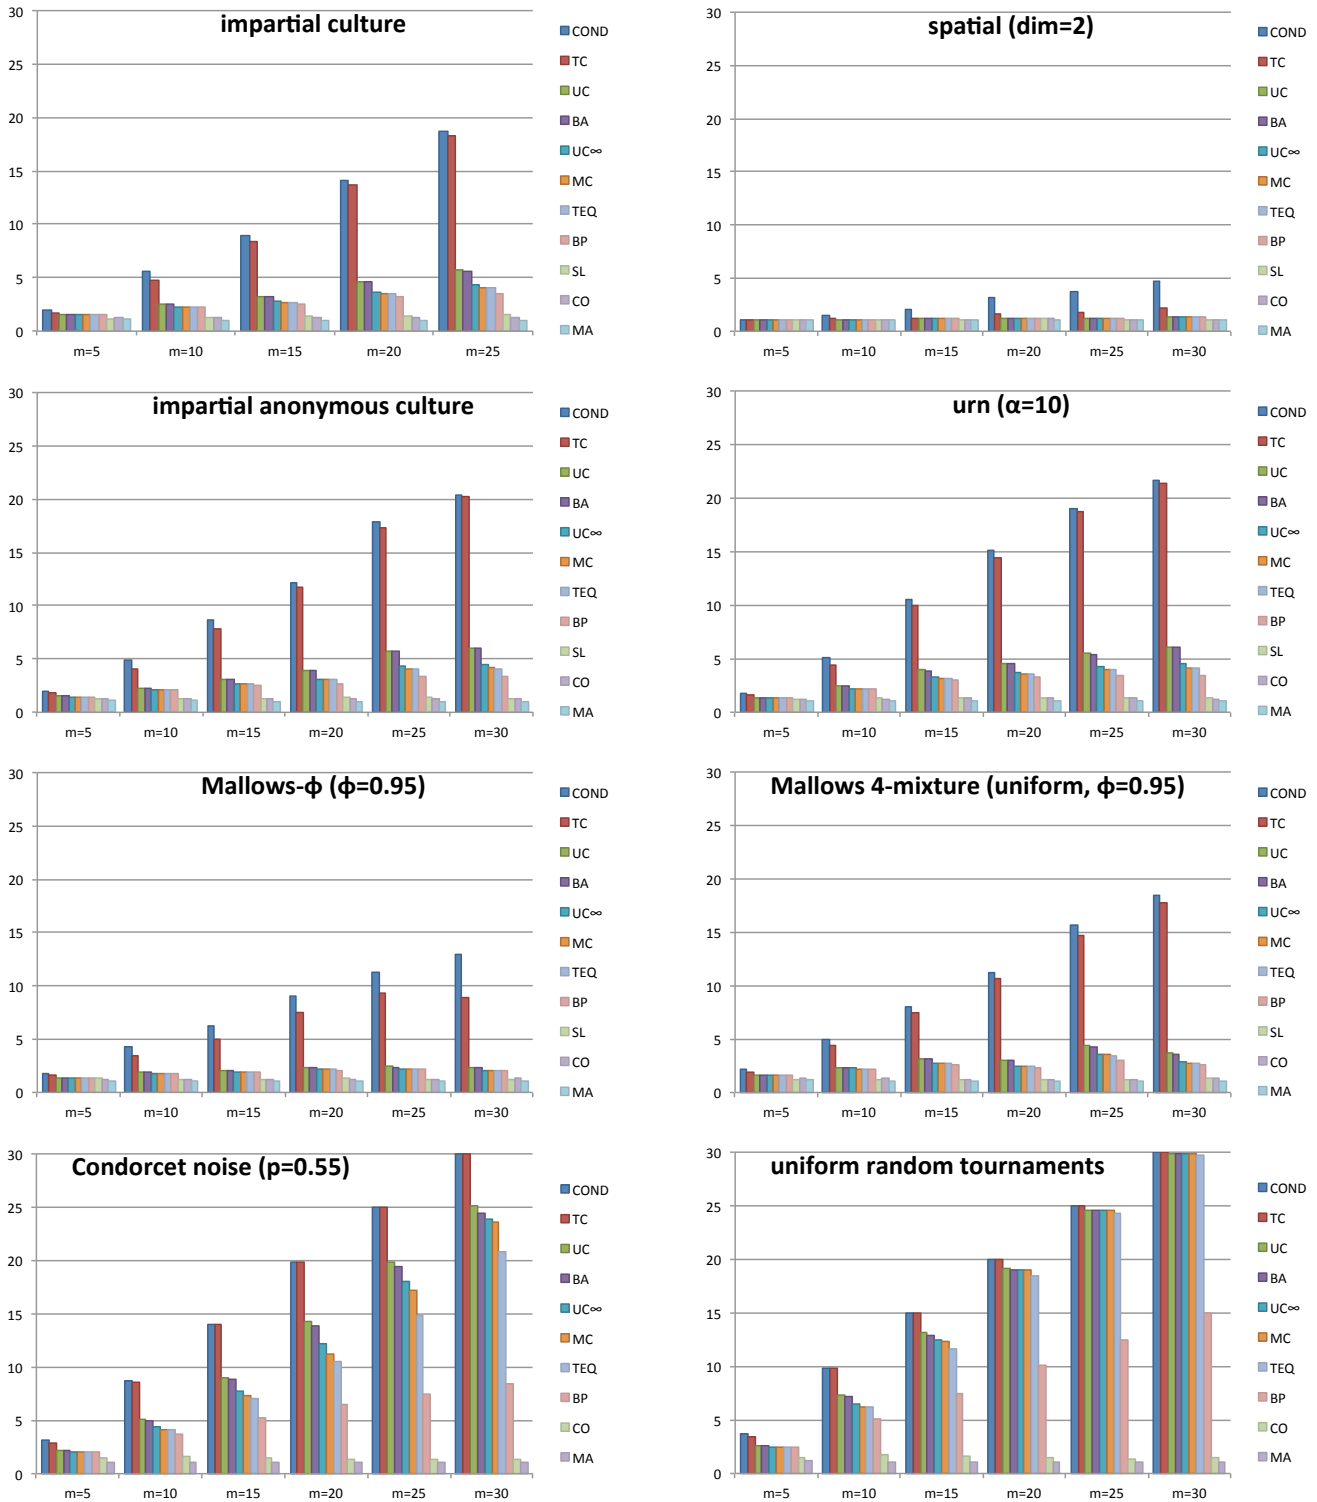 impartial culture
30
25
20
15
10
5
0
m=5 m=10 m=15 m=20 m=25
COND
TC
UC
BA
UC∞
MC
TEQ
BP
SL
CO
MA
spatial (dim=2)
30
25
20
15
10
5
0
m=5 m=10 m=15 m=20 m=25 m=30
COND
TC
UC
BA
UC∞
MC
TEQ
BP
SL
CO
MA
impartial anonymous culture
30
25
20
15
10
5
0
m=5 m=10 m=15 m=20 m=25 m=30
COND
TC
UC
BA
UC∞
MC
TEQ
BP
SL
CO
MA
urn (α=10)
30
25
20
15
10
5
0
m=5 m=10 m=15 m=20 m=25 m=30
COND
TC
UC
BA
UC∞
MC
TEQ
BP
SL
CO
MA
Mallows-ϕ (ϕ=0.95)
30
25
20
15
10
5
0
m=5 m=10 m=15 m=20 m=25 m=30
COND
TC
UC
BA
UC∞
MC
TEQ
BP
SL
CO
MA
Mallows 4-mixture (uniform, ϕ=0.95)
30
25
20
15
10
5
0
m=5 m=10 m=15 m=20 m=25 m=30
COND
TC
UC
BA
UC∞
MC
TEQ
BP
SL
CO
MA
Condorcet noise (p=0.55)
30
25
20
15
10
5
0
m=5 m=10 m=15 m=20 m=25 m=30
COND
TC
UC
BA
UC∞
MC
TEQ
BP
CO
MA
uniform random tournaments
30
25
20
15
10
5
0
m=5 m=10 m=15 m=20 m=25 m=30
COND
TC
UC
BA
UC∞
MC
TEQ
BP
CO
MA